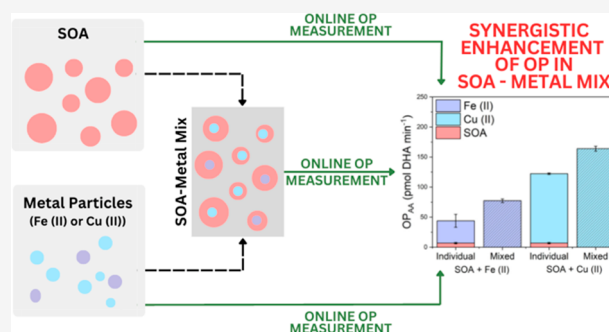 SOA
ONLINE OP
MEASUREMENT
SYNERGISTIC
ENHANCEMENT
OF OP IN
SOA - METAL MIX
SOA-Metal Mix
ONLINE OP
MEASUREMENT
Metal Particles
(Fe (II) or Cu (II))
ONLINE OP
MEASUREMENT
Fe (II)
Cu (II)
SOA
OP_AA (pmol DHA min⁻¹)
250
200
150
100
50
0
Individual Mixed Individual Mixed
SOA + Fe (II) SOA + Cu (II)